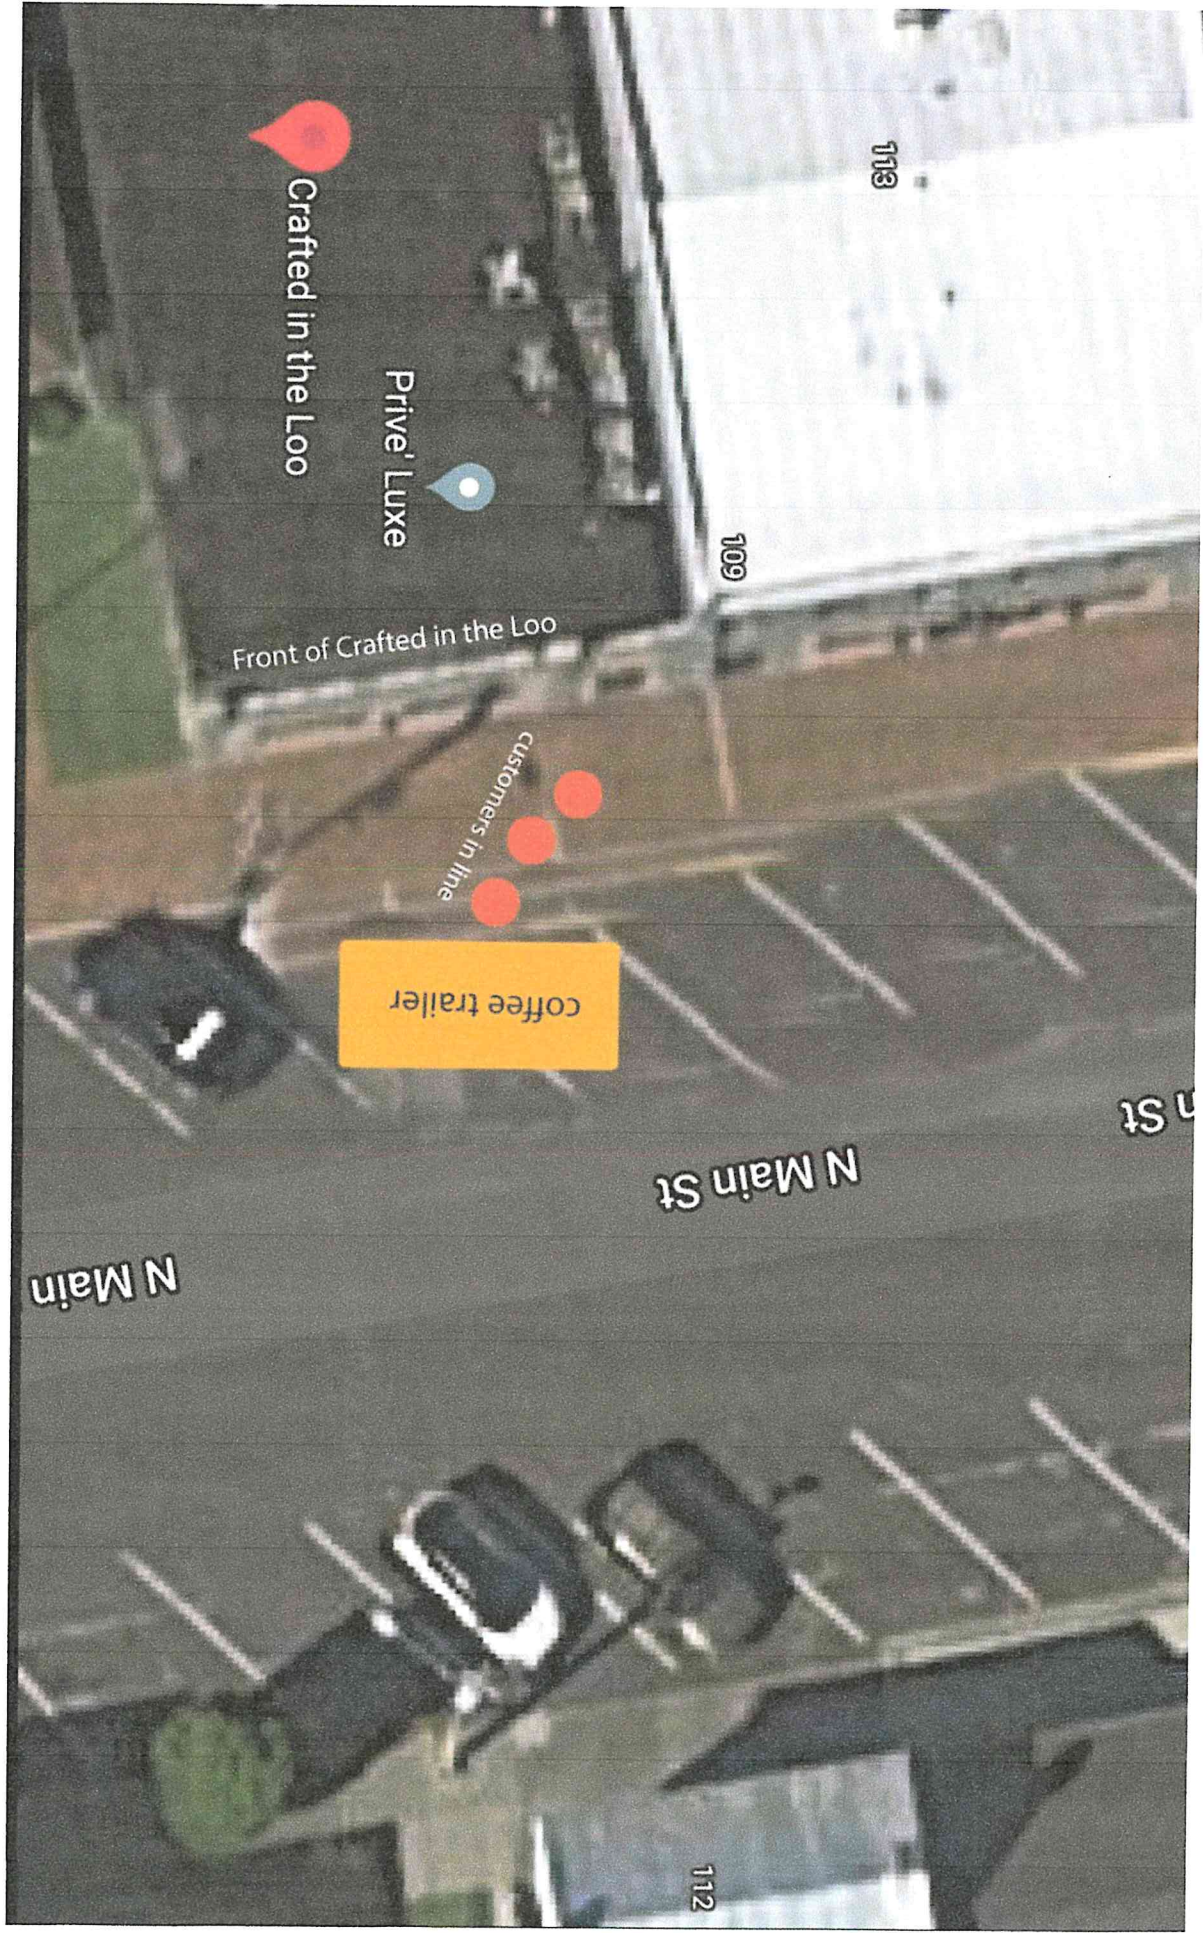 113
Crafted in the Loo
Prive' Luxe
109
Front of Crafted in the Loo
customers in line
coffee trailer
n St
N Main St
N Main
112